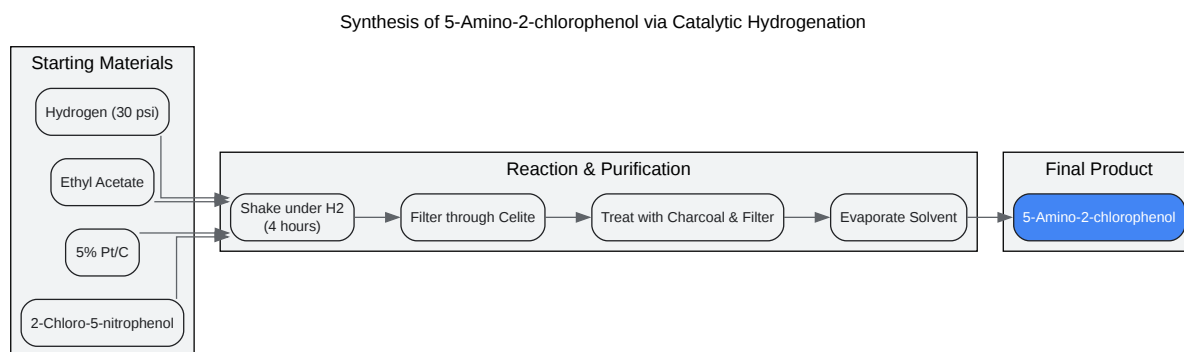 Synthesis of 5-Amino-2-chlorophenol via Catalytic Hydrogenation
Starting Materials
Hydrogen (30 psi)
Ethyl Acetate
5% Pt/C
2-Chloro-5-nitrophenol
Reaction & Purification
Shake under H2
(4 hours)
Filter through Celite
Treat with Charcoal & Filter
Evaporate Solvent
Final Product
5-Amino-2-chlorophenol